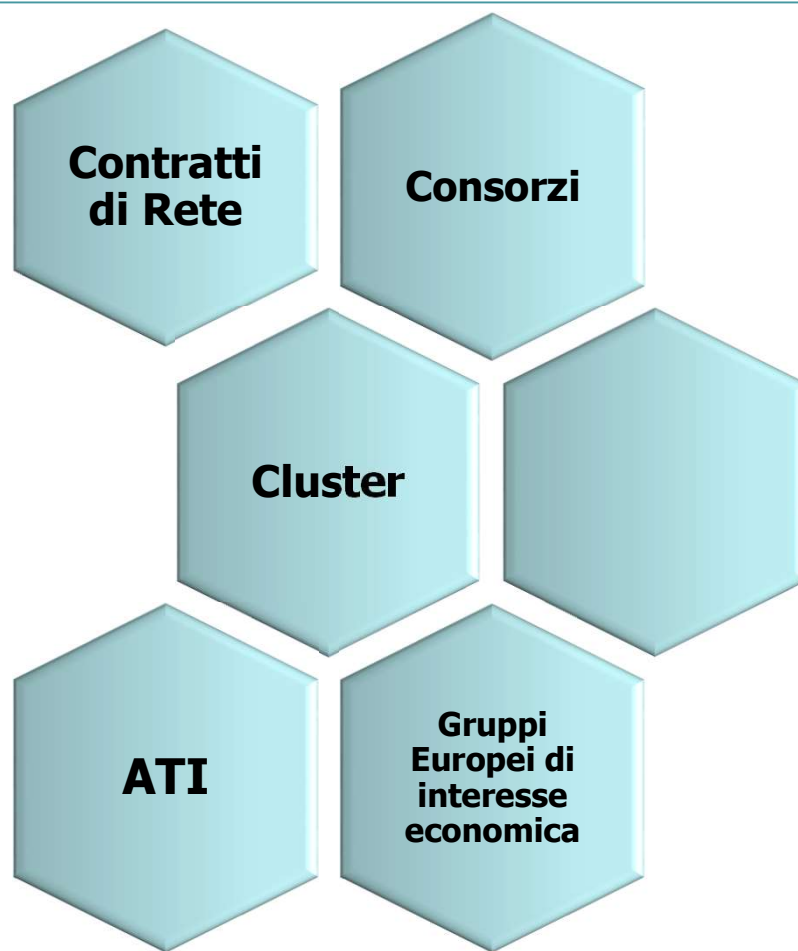 Contratti
di Rete
Consorzi
Cluster
ATI
Gruppi
Europei di
interesse
economica